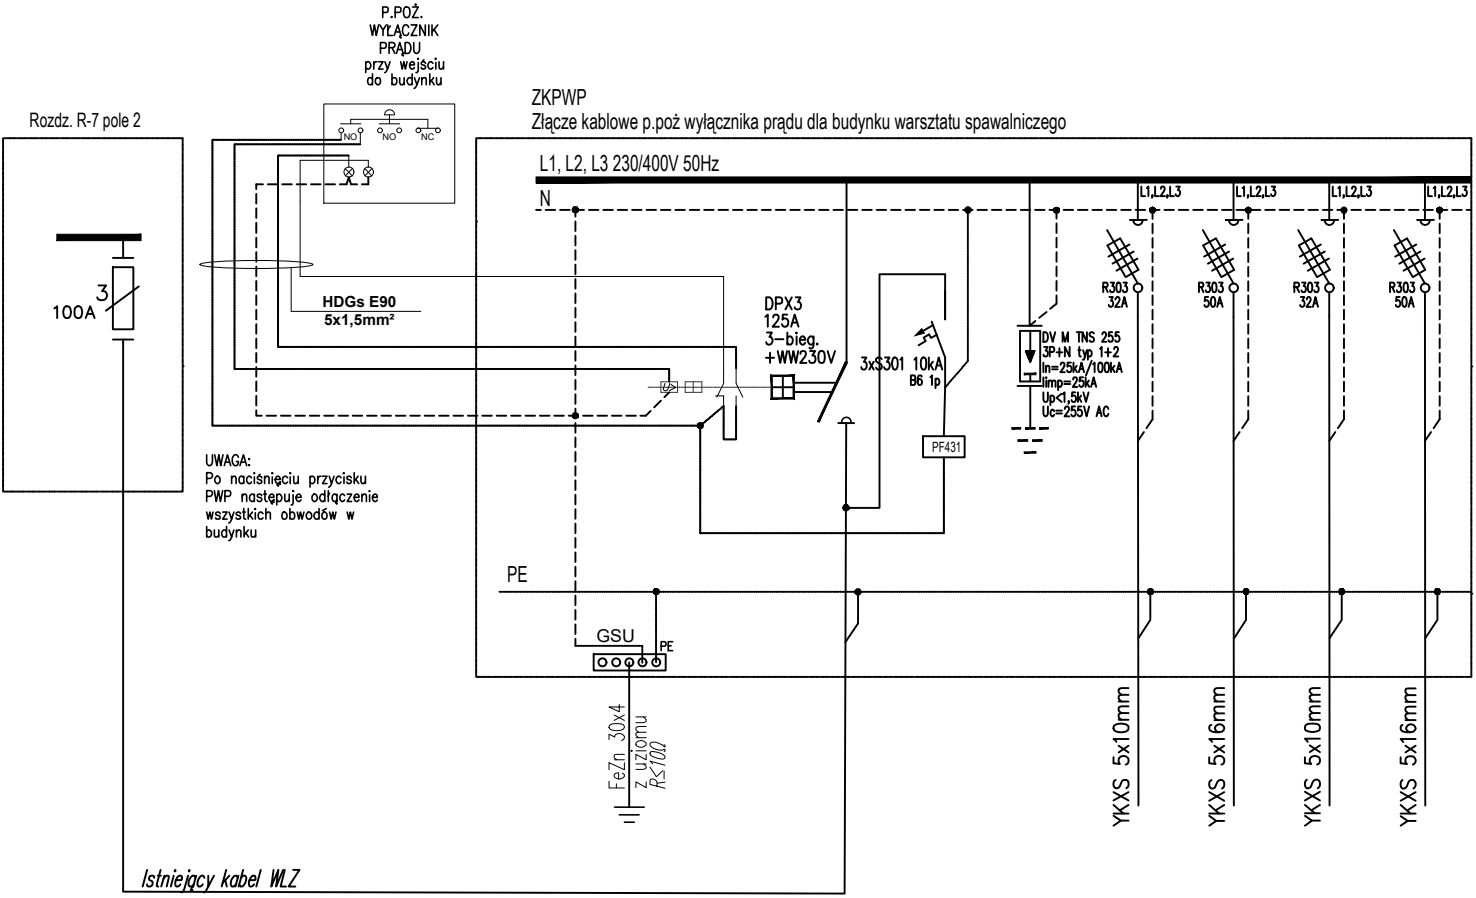 P.POŻ.
WYŁĄCZNIK
PRĄDU
przy wejściu
do budynku
NO
NO
NC
Rozdz. R-7 pole 2
3
100A
ZKPWP
Złącze kablowe p.poż wyłącznika prądu dla budynku warsztatu spawalniczego
L1, L2, L3 230/400V 50Hz
N
L1,L2,L3
L1,L2,L3
L1,L2,L3
L1,L2,L3
R303
32A
R303
50A
R303
32A
R303
50A
HDGs E90
5x1,5mm²
DPX3
125A
3-bieg.
+WW230V
3xS301 10kA
B6 1p
PF431
DV M TNS 255
3P+N typ 1+2
In=25kA/100kA
Iimp=25kA
Up<1,5kV
Uc=255V AC
UWAGA:
Po naciśnięciu przycisku
PWP następuje odłączenie
wszystkich obwodów w
budynku
PE
GSU
PE
FeZn 30x4
z uziomu
R≤10Ω
YKXS 5x10mm
YKXS 5x16mm
YKXS 5x10mm
YKXS 5x16mm
Istniejący kabel WLZ